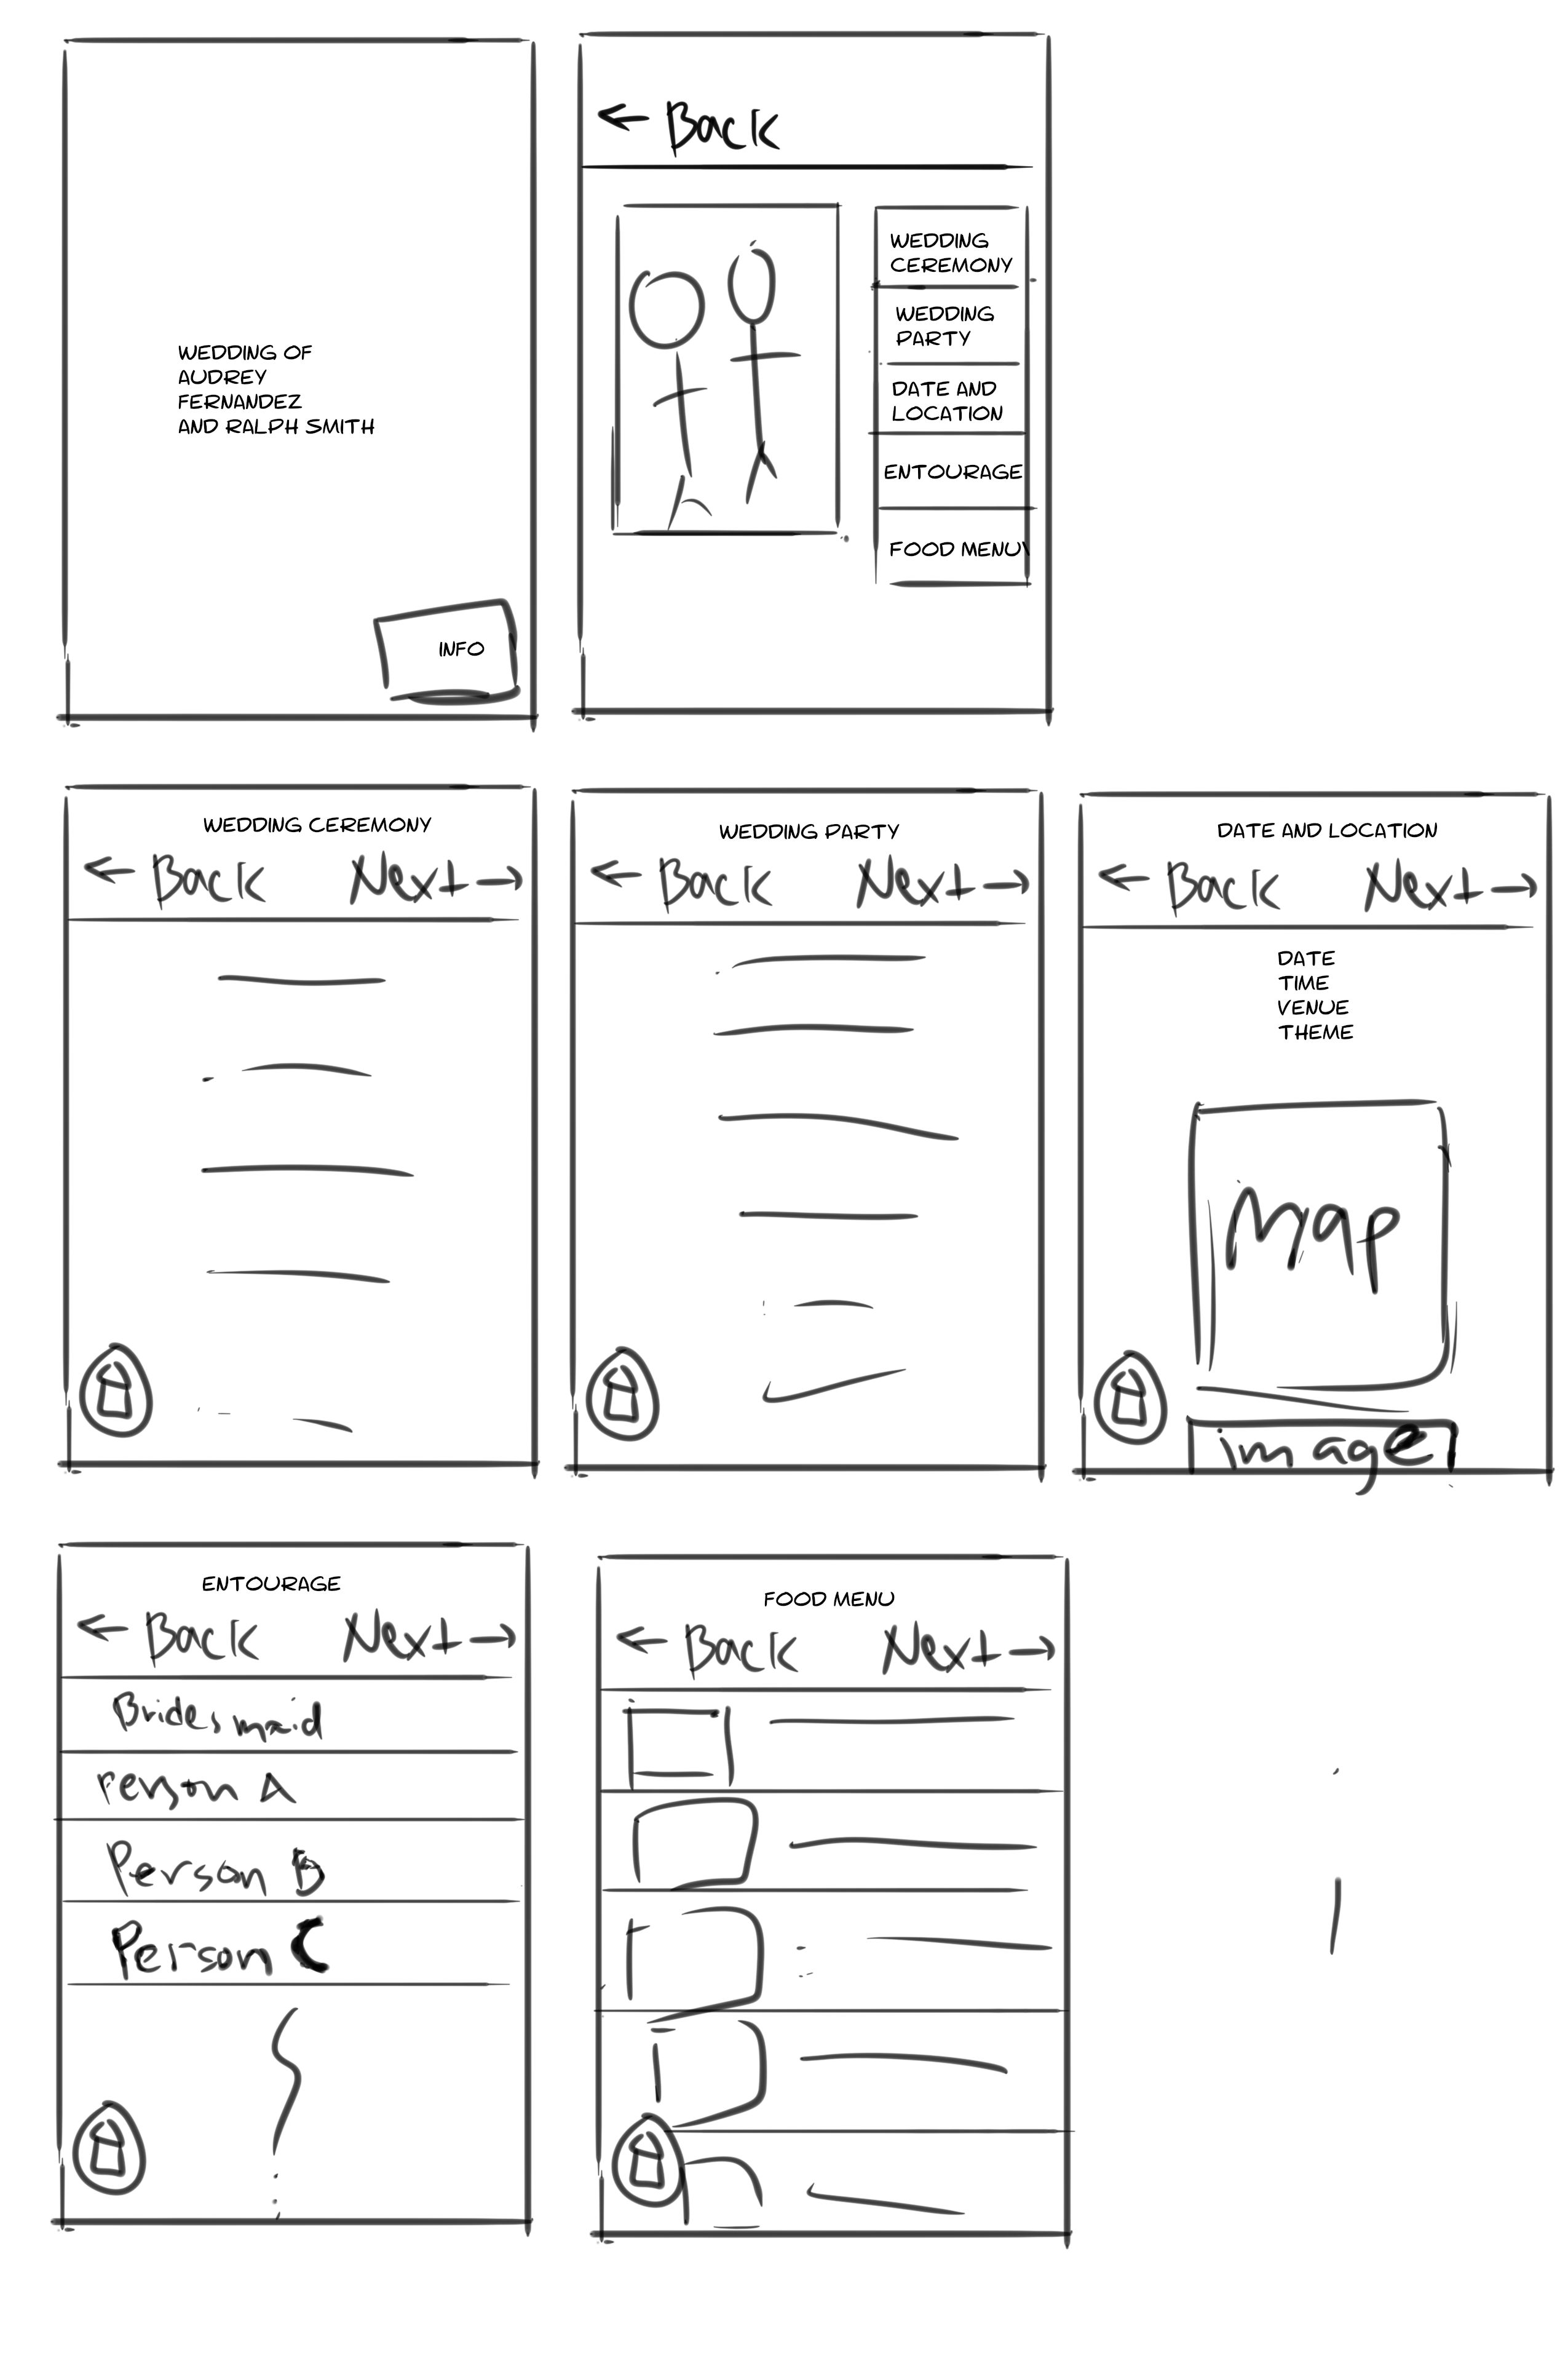 WEDDING OF
AUDREY
FERNANDEZ
AND RALPH SMITH
INFO
← Back
WEDDING
CEREMONY
WEDDING
PARTY
DATE AND
LOCATION
ENTOURAGE
FOOD MENU\
WEDDING CEREMONY
← Back Next →
WEDDING PARTY
← Back Next →
DATE AND LOCATION
← Back Next →
DATE
TIME
VENUE
THEME
Map
image
ENTOURAGE
← Back Next →
Bridesmaid
Person A
Person B
Person C
FOOD MENU
← Back Next →